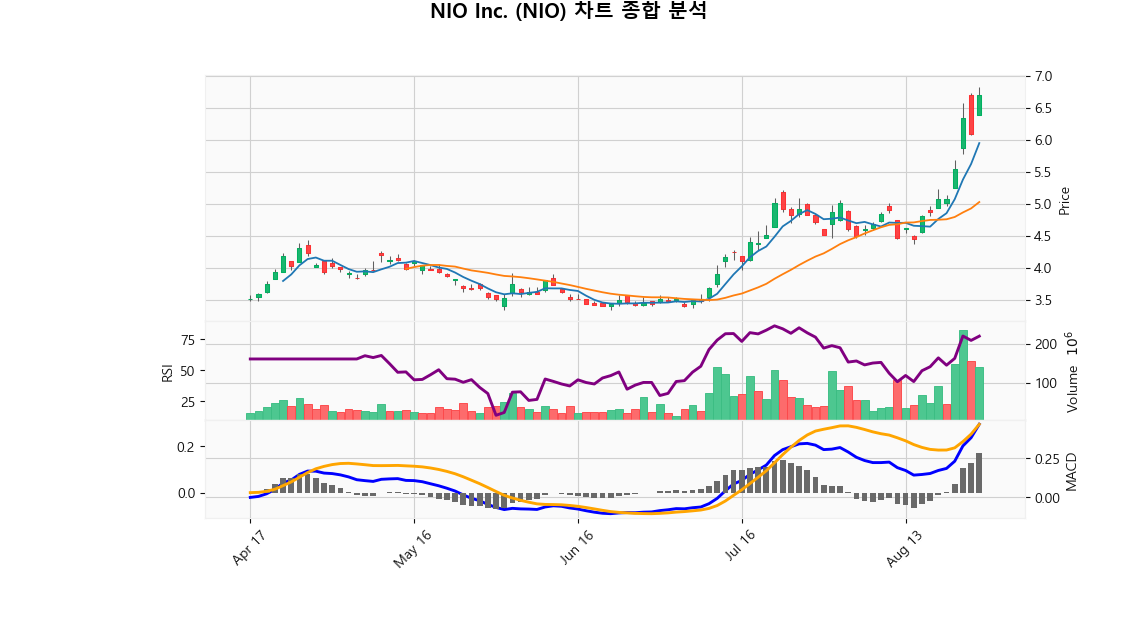 NIO Inc. (NIO) 차트 종합 분석
7.0
6.5
6.0
5.5
5.0
4.5
4.0
3.5
Price
75
50
25
RSI
200
100
Volume 10⁶
0.2
0.0
0.25
0.00
MACD
Apr 17
May 16
Jun 16
Jul 16
Aug 13